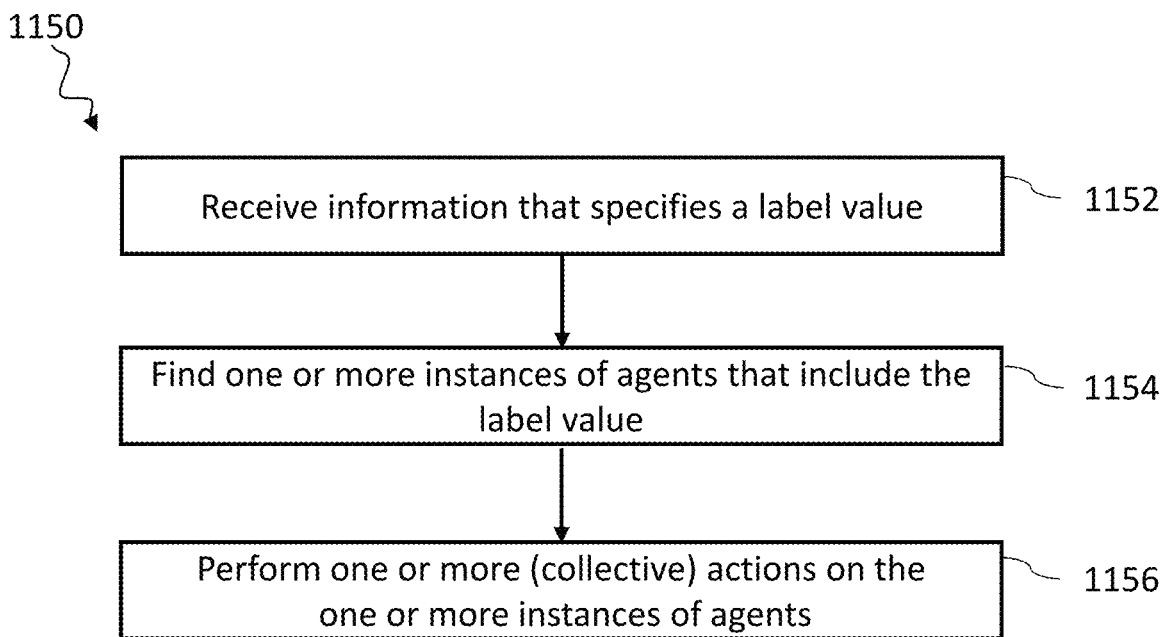 1150
Receive information that specifies a label value
1152
Find one or more instances of agents that include the
label value
1154
Perform one or more (collective) actions on the
one or more instances of agents
1156